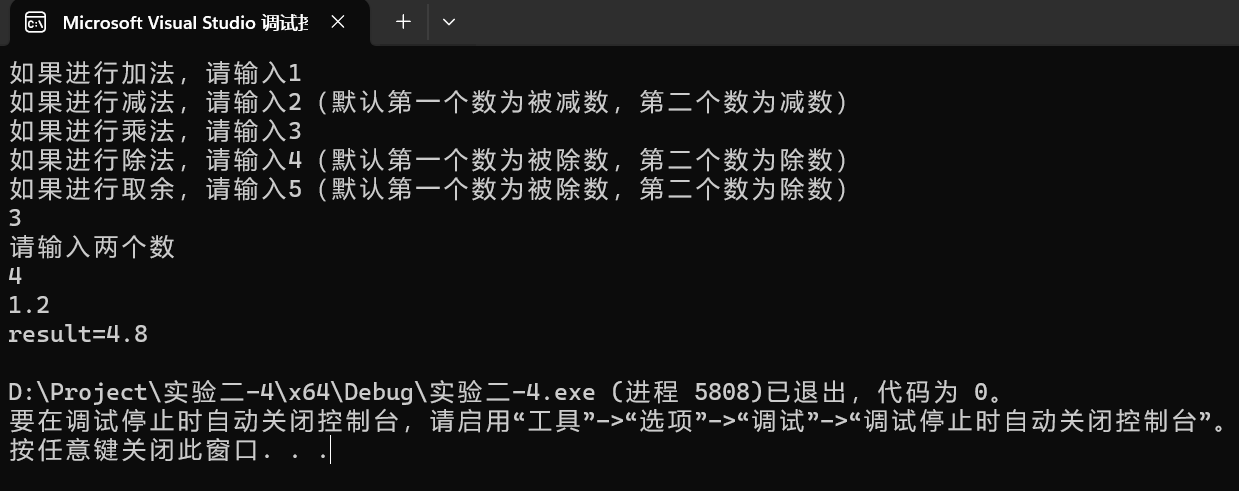 Microsoft Visual Studio 调试
如果进行加法，请输入1
如果进行减法，请输入2（默认第一个数为被减数，第二个数为减数）
如果进行乘法，请输入3
如果进行除法，请输入4（默认第一个数为被除数，第二个数为除数）
如果进行取余，请输入5（默认第一个数为被除数，第二个数为除数）
3
请输入两个数
4
1.2
result=4.8
D:\Project\实验二-4\x64\Debug\实验二-4.exe (进程 5808)已退出，代码为 0。
要在调试停止时自动关闭控制台，请启用“工具”->“选项”->“调试”->“调试停止时自动关闭控制台”。
按任意键关闭此窗口. . .